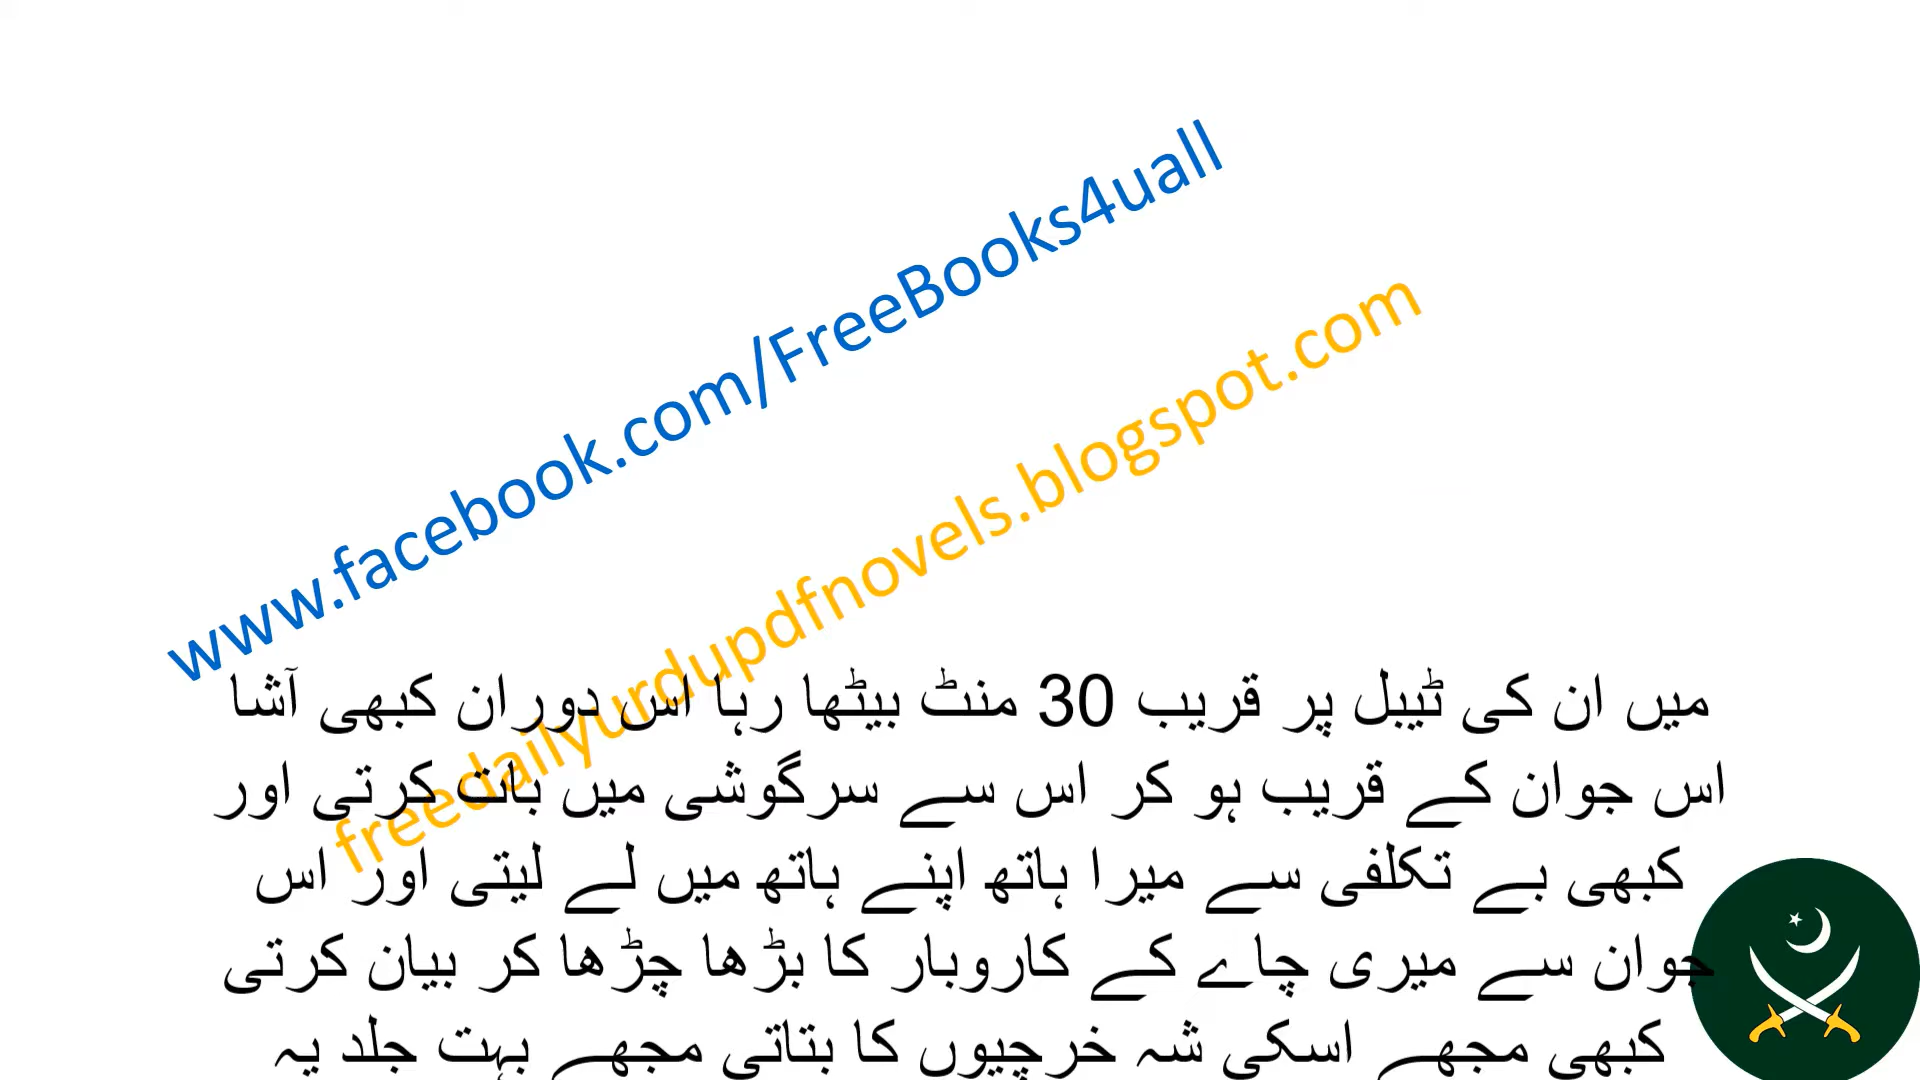 www.facebook.com/FreeBooks4uall
freedailyurdupdfnovels.blogspot.com
میں ان کی ٹیبل پر قریب 30 منٹ بیٹھا رہا اس دوران کبھی آشا
اس جوان کے قریب ہو کر اس سے سرگوشی میں بات کرتی اور
کبھی بے تکلفی سے میرا ہاتھ اپنے ہاتھ میں لے لیتی اور اس
جوان سے میری چاے کے کاروبار کا بڑھا چڑھا کر بیان کرتی
کبھی مجھے اسکی شہ خرچیوں کا بتاتی مجھے بہت جلد یہ